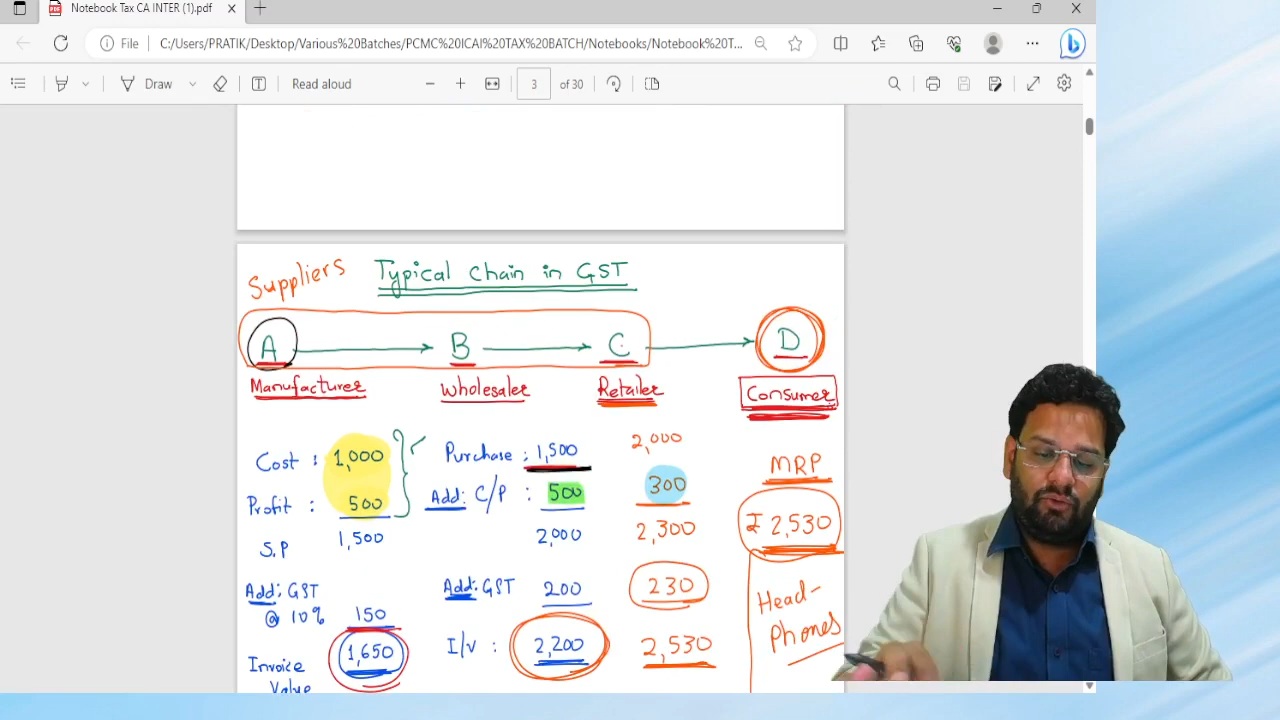 Notebook Tax CA INTER (1).pdf
File C:/Users/PRATIK/Desktop/Various%20Batches/PCMC%20ICAI%20TAX%20BATCH/Notebooks/Notebook%20T...
Draw Read aloud 3 of 30
Suppliers Typical Chain in GST
A B C D
Manufacturer Wholesaler Retailer Consumer
Cost : 1,000 Purchase : 1,500 2,000 MRP
Profit : 500 Add: C/P : 500 300 ₹ 2,530
S.P 1,500 2,000 2,300
Add: GST Add: GST 200 230 Head-
@ 10% 150 Phones
Invoice 1,650 I/v : 2,200 2,530
Value